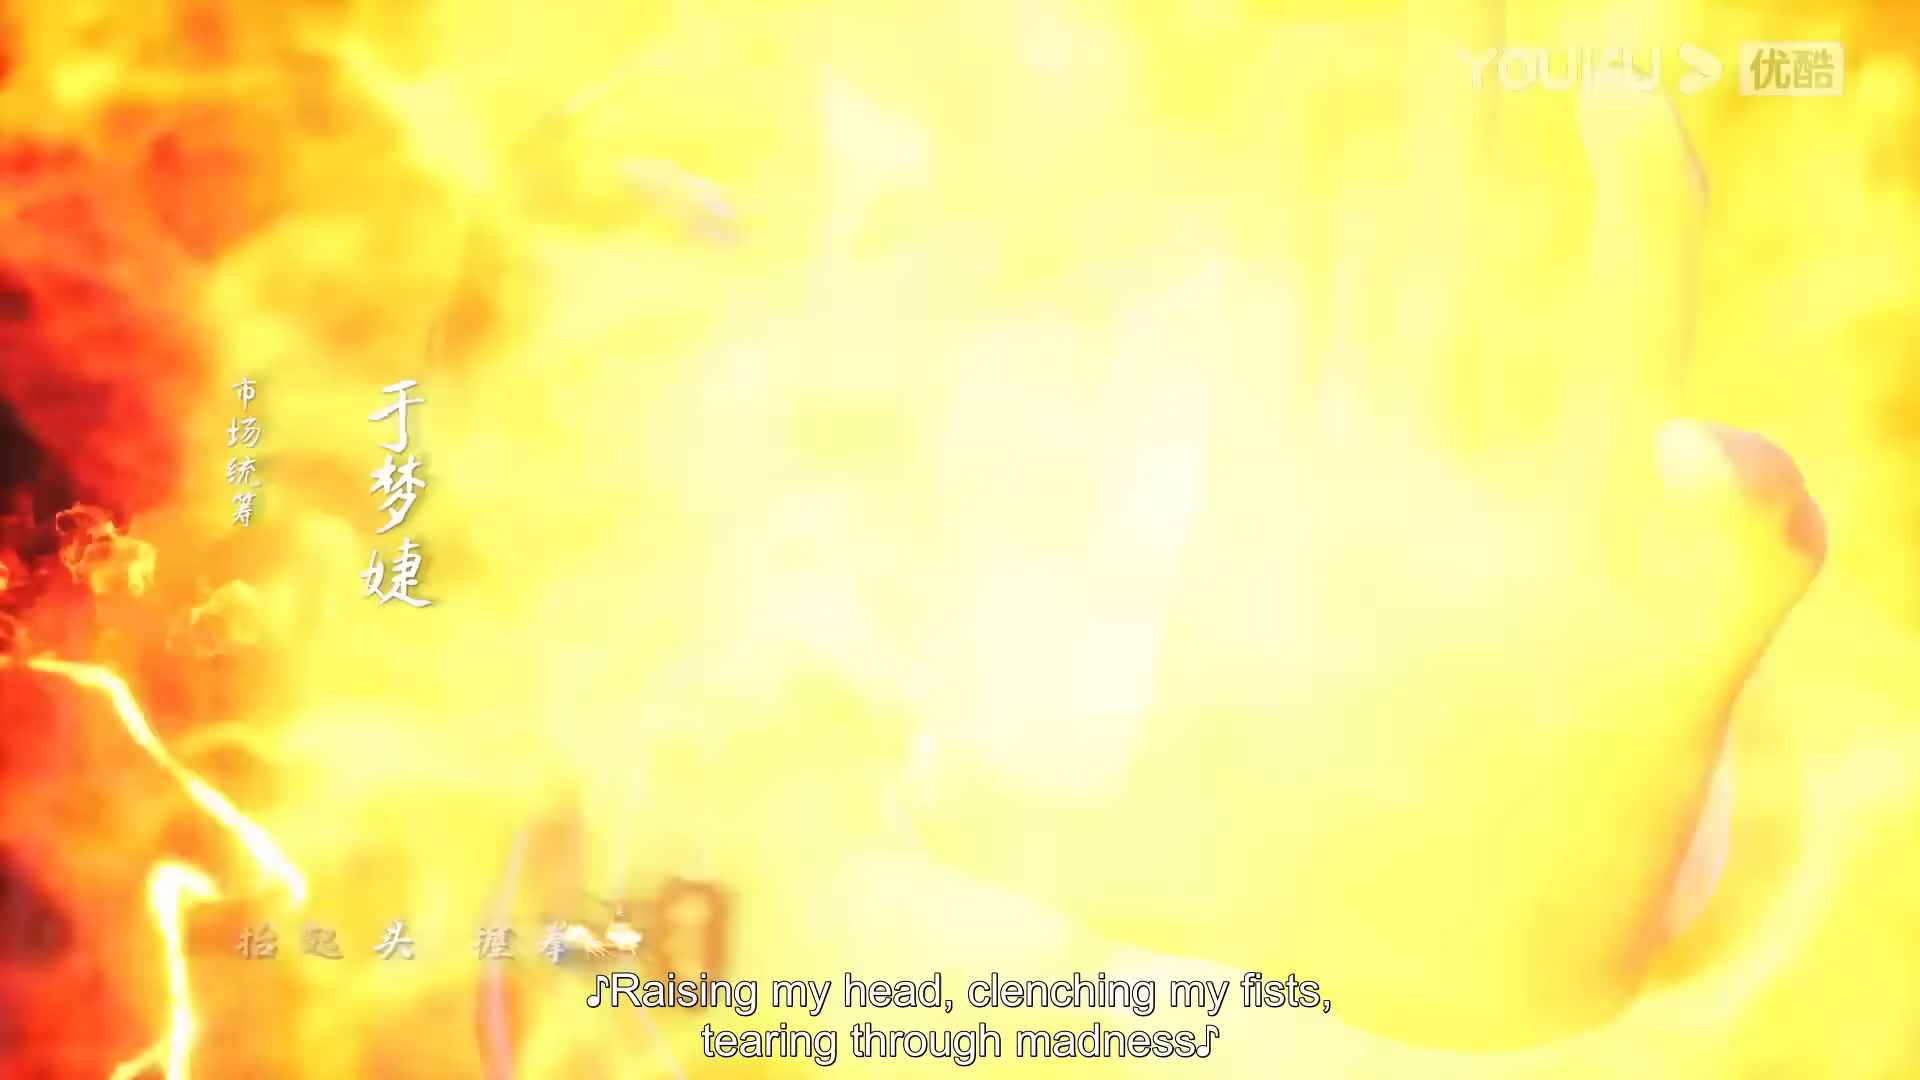 YOUKU 优酷
市场统筹
于梦婕
抬起头 握拳
♪Raising my head, clenching my fists,
tearing through madness♪